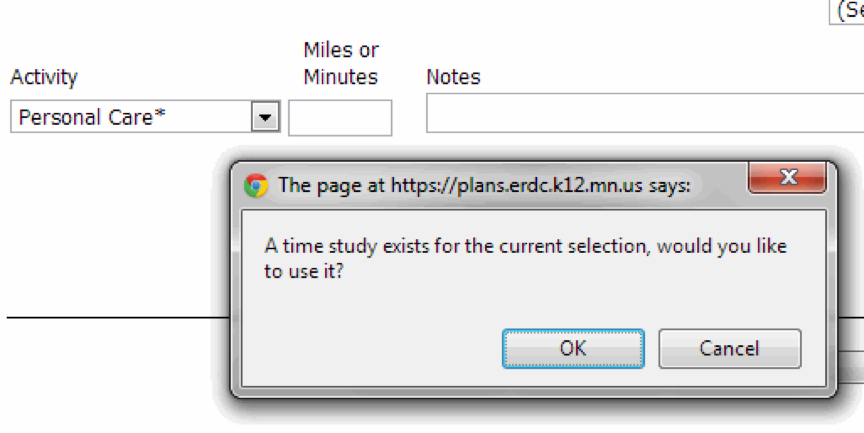 (Se
Miles or
Activity Minutes Notes
Personal Care*
The page at https://plans.erdc.k12.mn.us says:
A time study exists for the current selection, would you like
to use it?
OK Cancel